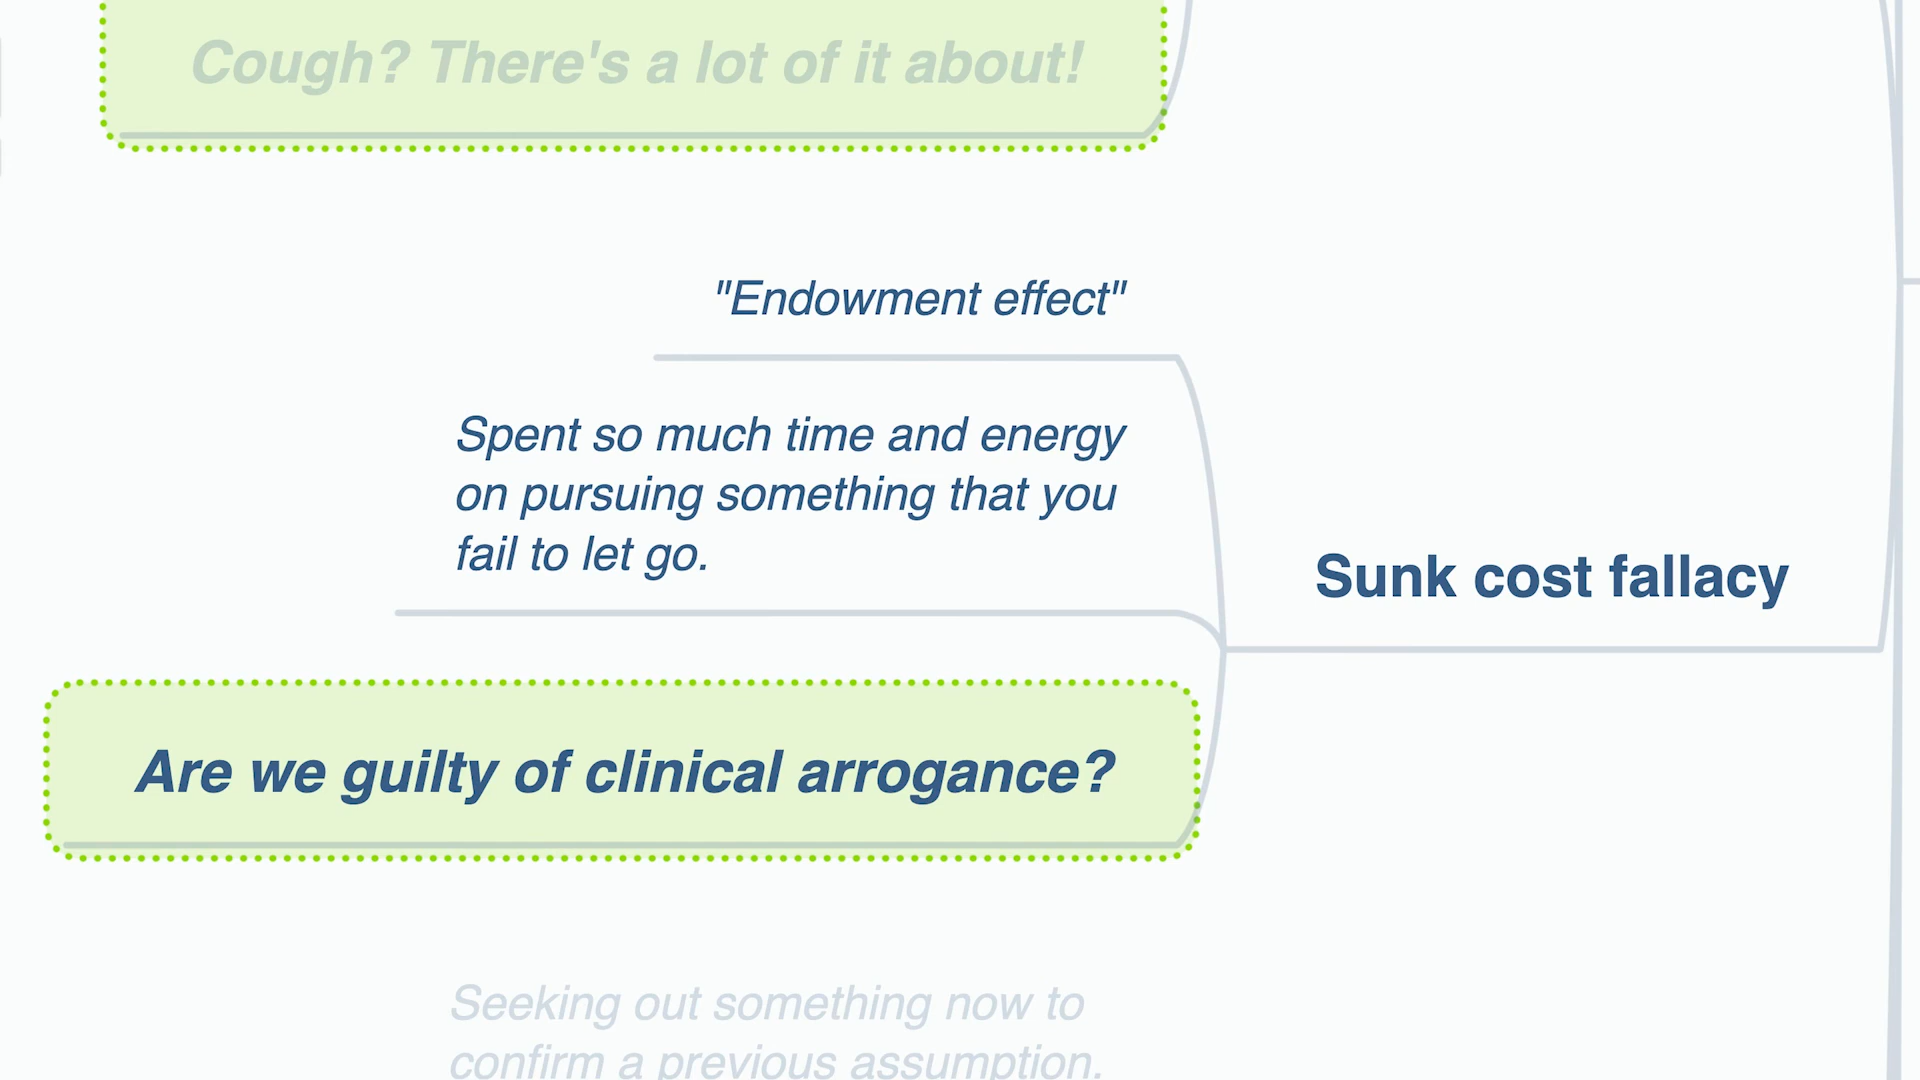 Cough? There's a lot of it about!
"Endowment effect"
Spent so much time and energy
on pursuing something that you
fail to let go.
Sunk cost fallacy
Are we guilty of clinical arrogance?
Seeking out something now to
confirm a previous assumption.